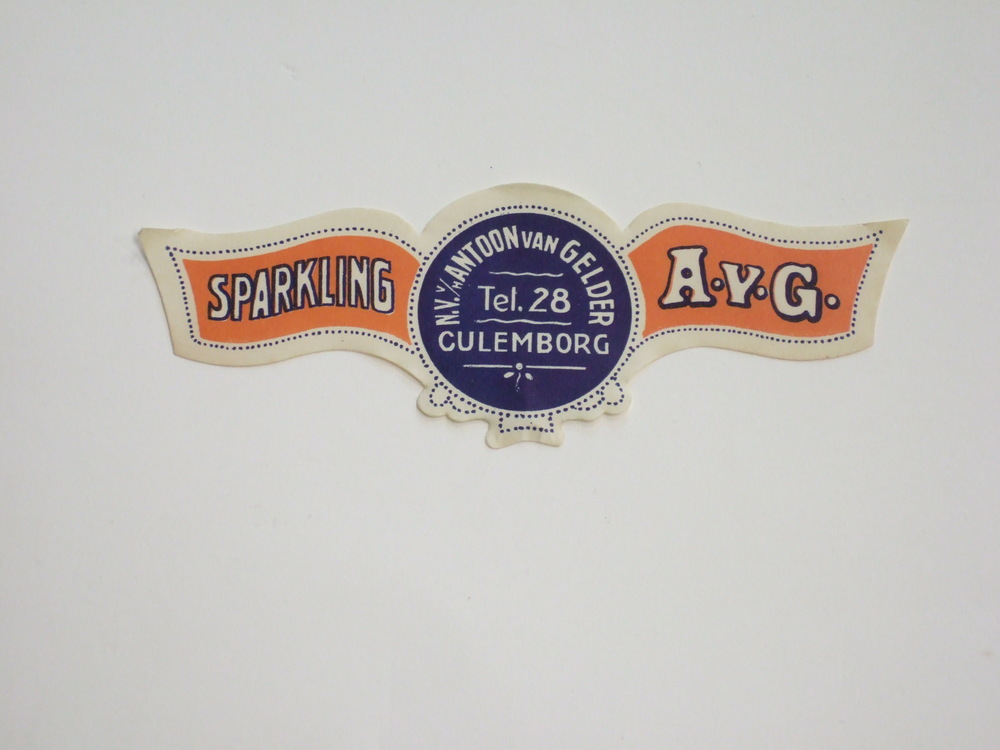 SPARKLING
N.V. V/H ANTOON VAN GELDER
Tel. 28
CULEMBORG
A.V.G.